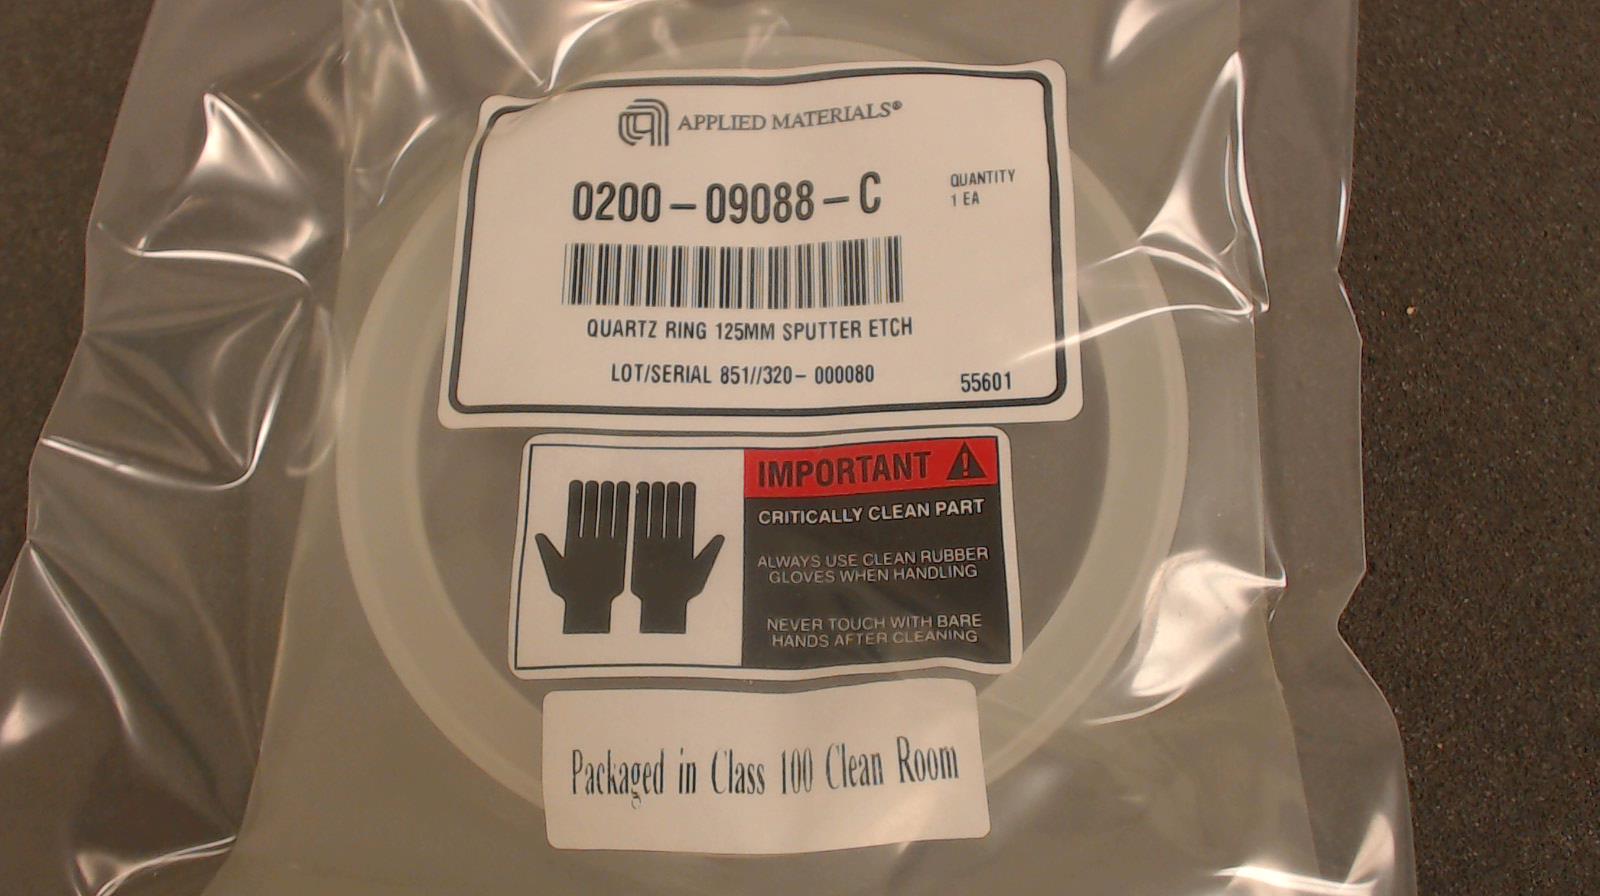 APPLIED MATERIALS®
0200-09088-C
QUANTITY
1 EA
QUARTZ RING 125MM SPUTTER ETCH
LOT/SERIAL 851//320-000080
55601
IMPORTANT
CRITICALLY CLEAN PART
ALWAYS USE CLEAN RUBBER
GLOVES WHEN HANDLING
NEVER TOUCH WITH BARE
HANDS AFTER CLEANING
Packaged in Class 100 Clean Room